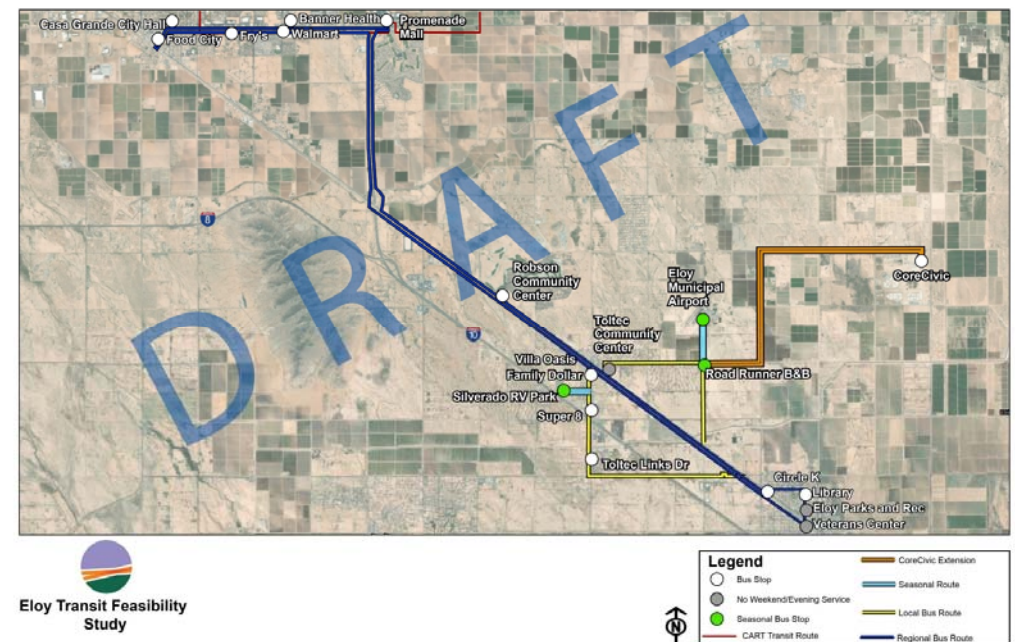 Casa Grande City Hall
Banner Health
Promenade
Mall
Food City
Fry's
Walmart
DRAFT
8
Robson
Community
Center
Eloy
Municipal
Airport
CoreCivic
10
Toltec
Community
Center
Villa Oasis
Family Dollar
Road Runner B&B
Silverado RV Park
Super 8
Toltec Links Dr
Circle K
Library
Eloy Parks and Rec
Veterans Center
Eloy Transit Feasibility
Study
N
Legend
Bus Stop
No Weekend/Evening Service
Seasonal Bus Stop
CART Transit Route
CoreCivic Extension
Seasonal Route
Local Bus Route
Regional Bus Route